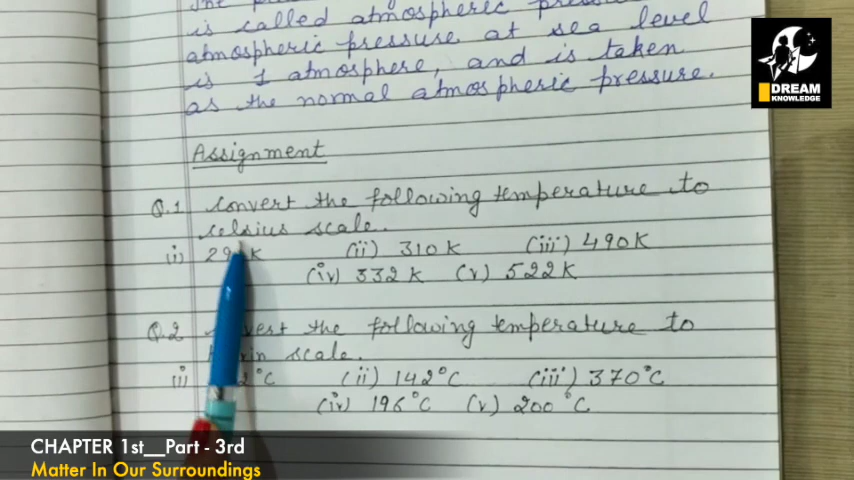 is called atmospheric
atmospheric pressure at sea level
is 1 atmosphere, and is taken
as the normal atmospheric pressure.
DREAM
KNOWLEDGE
Assignment
Q.1 Convert the following temperature to
celsius scale.
(i) K (ii) 310 K (iii) 490K
(iv) 332 K (v) 522 K
Q.2 the following temperature to
scale.
(i) °C (ii) 142°C (iii) 370°C
(iv) 196°C (v) 200°C
CHAPTER 1st__Part - 3rd
Matter In Our Surroundings